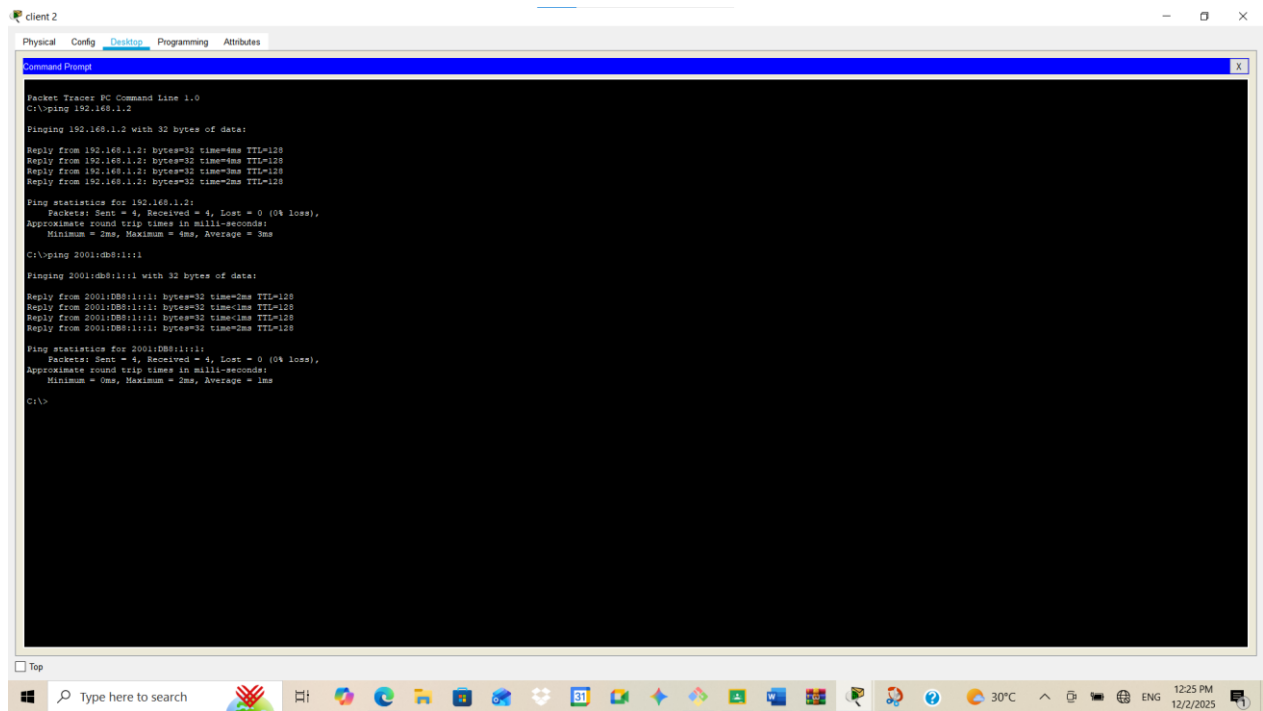 client 2
Physical Config Desktop Programming Attributes
Command Prompt
X
Packet Tracer PC Command Line 1.0
C:\>ping 192.168.1.2
Pinging 192.168.1.2 with 32 bytes of data:
Reply from 192.168.1.2: bytes=32 time=4ms TTL=128
Reply from 192.168.1.2: bytes=32 time=4ms TTL=128
Reply from 192.168.1.2: bytes=32 time=3ms TTL=128
Reply from 192.168.1.2: bytes=32 time=2ms TTL=128
Ping statistics for 192.168.1.2:
Packets: Sent = 4, Received = 4, Lost = 0 (0% loss),
Approximate round trip times in milli-seconds:
Minimum = 2ms, Maximum = 4ms, Average = 3ms
C:\>ping 2001:db8:1::1
Pinging 2001:db8:1::1 with 32 bytes of data:
Reply from 2001:DB8:1::1: bytes=32 time=2ms TTL=128
Reply from 2001:DB8:1::1: bytes=32 time<1ms TTL=128
Reply from 2001:DB8:1::1: bytes=32 time<1ms TTL=128
Reply from 2001:DB8:1::1: bytes=32 time=2ms TTL=128
Ping statistics for 2001:DB8:1::1:
Packets: Sent = 4, Received = 4, Lost = 0 (0% loss),
Approximate round trip times in milli-seconds:
Minimum = 0ms, Maximum = 2ms, Average = 1ms
C:\>
Top
Type here to search
31
W
30°C
ENG
12:25 PM
12/2/2025
1